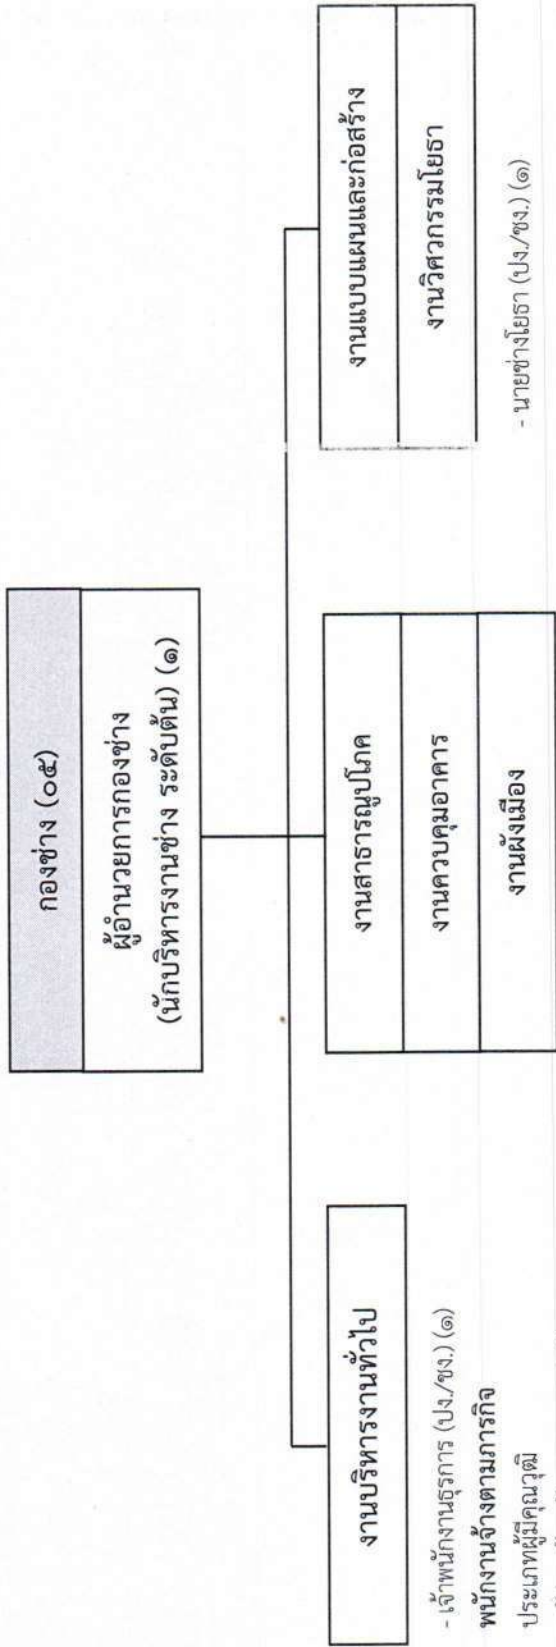 กองช่าง (๐๕)
ผู้อำนวยการกองช่าง
(นักบริหารงานช่าง ระดับต้น) (๑)
งานบริหารงานทั่วไป
- เจ้าพนักงานธุรการ (ปง./ชง.) (๑)
พนักงานจ้างตามภารกิจ
ประเภทผู้มีคุณวุฒิ
งานสาธารณูปโภค
งานควบคุมอาคาร
งานผังเมือง
งานแบบแผนและก่อสร้าง
งานวิศวกรรมโยธา
- นายช่างโยธา (ปง./ชง.) (๑)